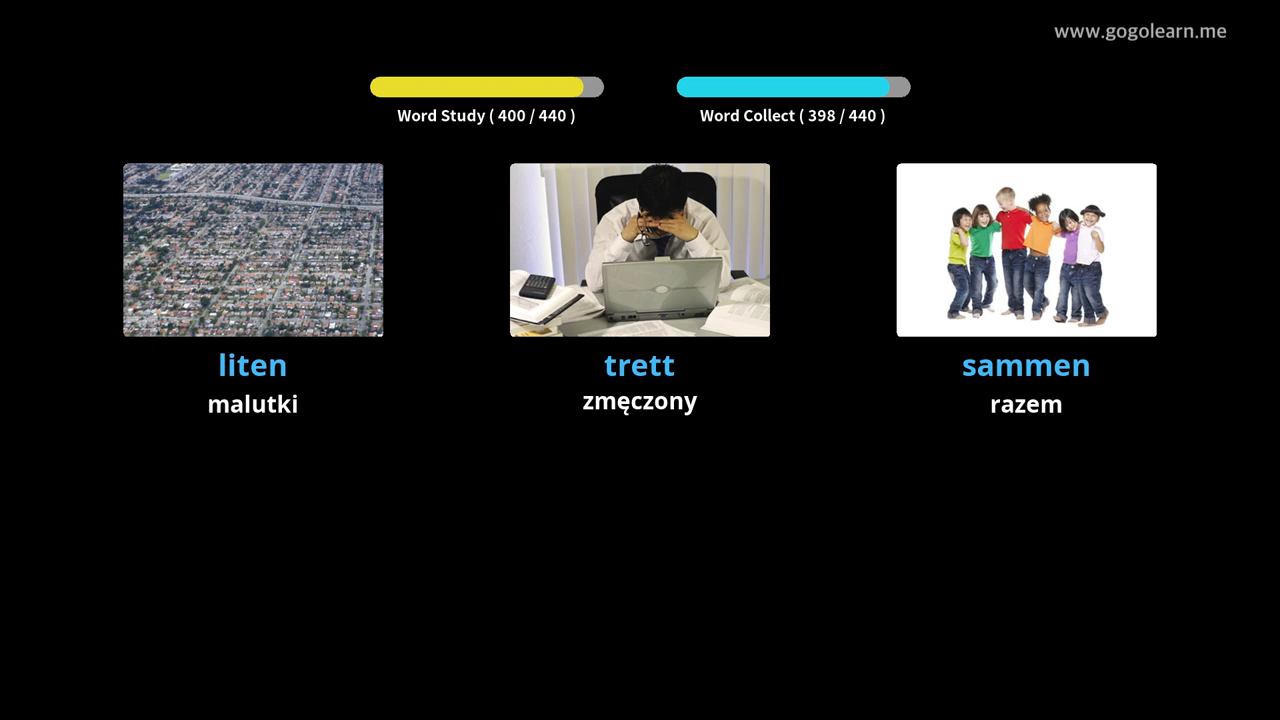 www.gogolearn.me
Word Study ( 400 / 440 )
Word Collect ( 398 / 440 )
liten
malutki
trett
zmęczony
sammen
razem